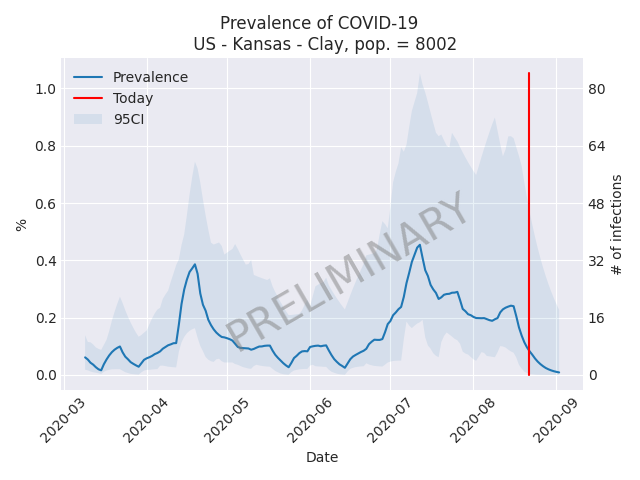 Prevalence of COVID-19
US - Kansas - Clay, pop. = 8002
Prevalence
Today
95CI
PRELIMINARY
%
1.0
0.8
0.6
0.4
0.2
0.0
# of infections
80
64
48
32
16
0
2020-03
2020-04
2020-05
2020-06
2020-07
2020-08
2020-09
Date